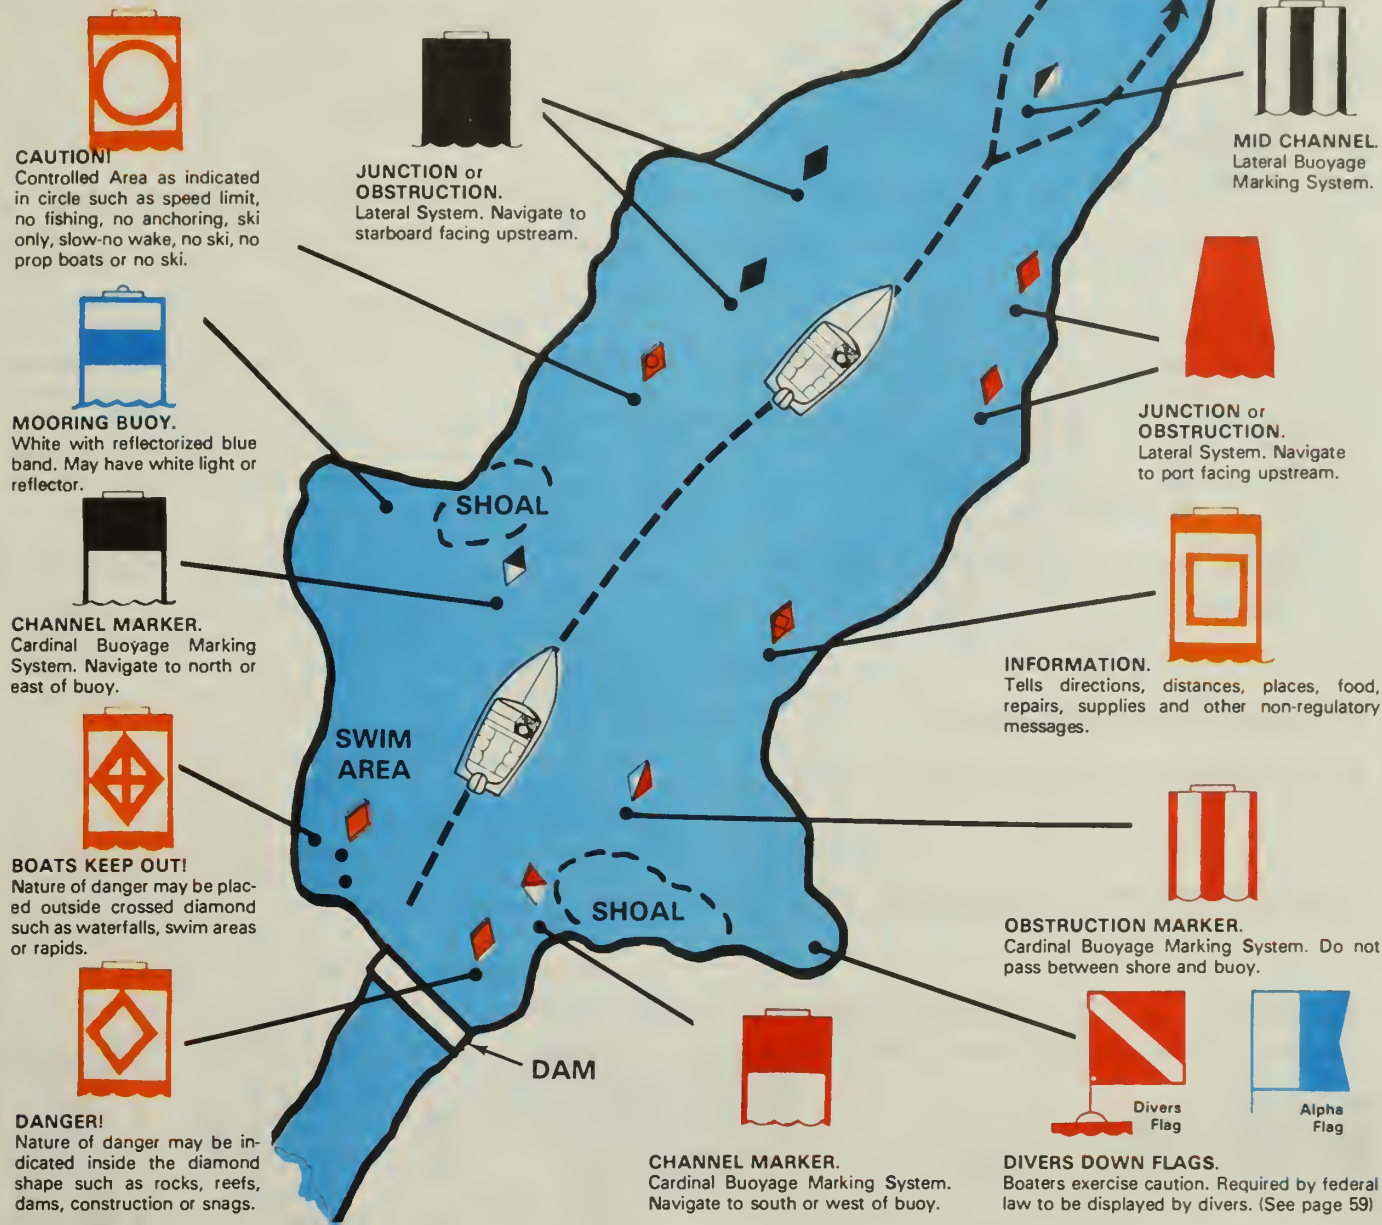 CAUTION!
Controlled Area as indicated
in circle such as speed limit,
no fishing, no anchoring, ski
only, slow-no wake, no ski, no
prop boats or no ski.
MOORING BUOY.
White with reflectorized blue
band. May have white light or
reflector.
CHANNEL MARKER.
Cardinal Buoyage Marking
System. Navigate to north or
east of buoy.
BOATS KEEP OUT!
Nature of danger may be plac-
ed outside crossed diamond
such as waterfalls, swim areas
or rapids.
DANGER!
Nature of danger may be in-
dicated inside the diamond
shape such as rocks, reefs,
dams, construction or snags.
JUNCTION or
OBSTRUCTION.
Lateral System. Navigate to
starboard facing upstream.
SHOAL
SWIM
AREA
SHOAL
DAM
CHANNEL MARKER.
Cardinal Buoyage Marking System.
Navigate to south or west of buoy.
MID CHANNEL.
Lateral Buoyage
Marking System.
JUNCTION or
OBSTRUCTION.
Lateral System. Navigate
to port facing upstream.
INFORMATION.
Tells directions, distances, places, food,
repairs, supplies and other non-regulatory
messages.
OBSTRUCTION MARKER.
Cardinal Buoyage Marking System. Do not
pass between shore and buoy.
Divers
Flag
Alpha
Flag
DIVERS DOWN FLAGS.
Boaters exercise caution. Required by federal
law to be displayed by divers. (See page 59)